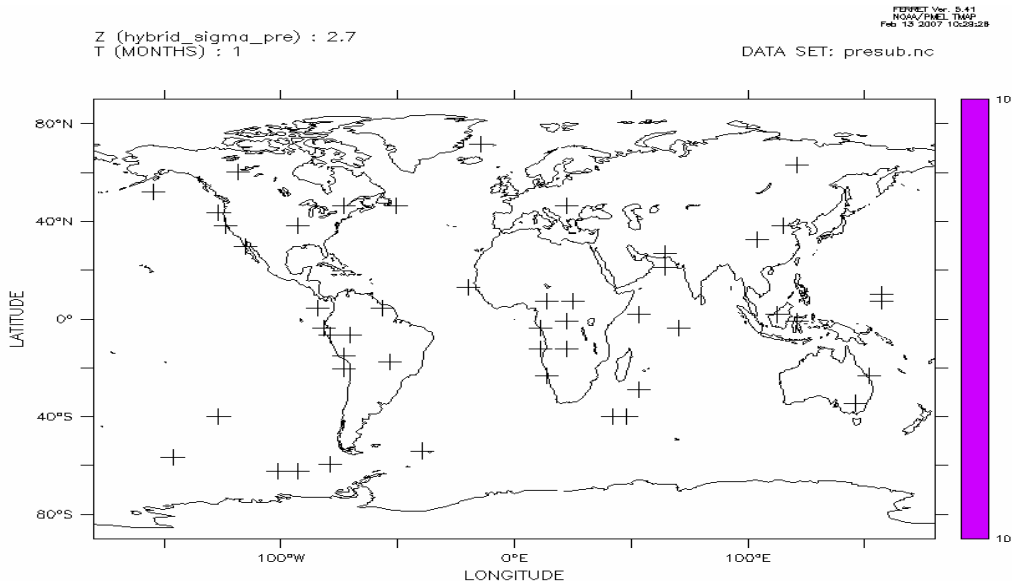 FERRET Ver. 5.41
NOAA/PMEL TMAP
Feb 13 2007 10:29:28
Z (hybrid_sigma_pre) : 2.7
T (MONTHS) : 1
DATA SET: presub.nc
80°N
40°N
0°
40°S
80°S
LATITUDE
100°W
0°E
100°E
LONGITUDE
10
10